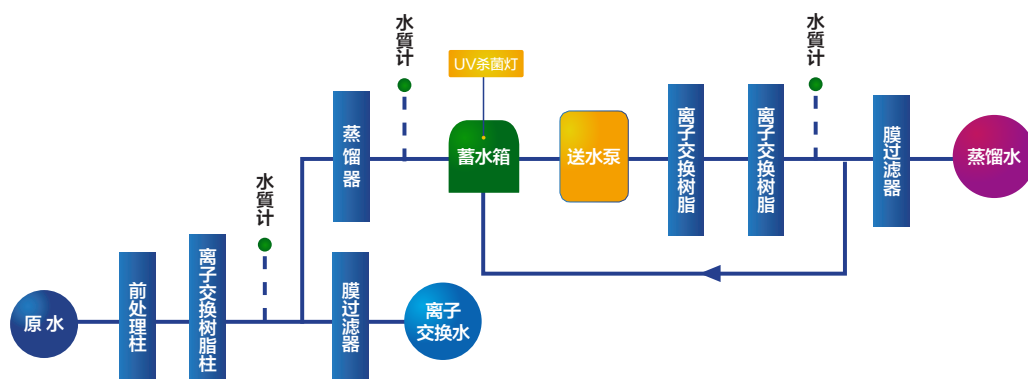 水質计
水質计
UV杀菌灯
蒸馏器
蓄水箱
送水泵
离子交换树脂
离子交换树脂
膜过滤器
蒸馏水
水質计
原水
前处理柱
离子交换树脂柱
膜过滤器
离子
交换水